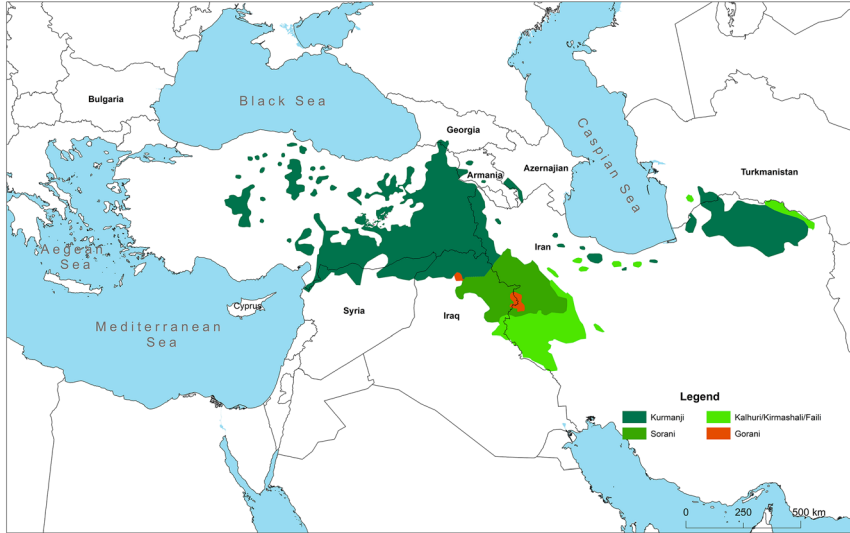 Black Sea
Bulgaria
Georgia
Caspian Sea
Armania
Azernajian
Turkmanistan
Aegean
Sea
Iran
Cyprus
Syria
Iraq
Mediterranean
Sea
Legend
Kurmanji
Kalhuri/Kirmashali/Faili
Sorani
Gorani
0 250 500 km